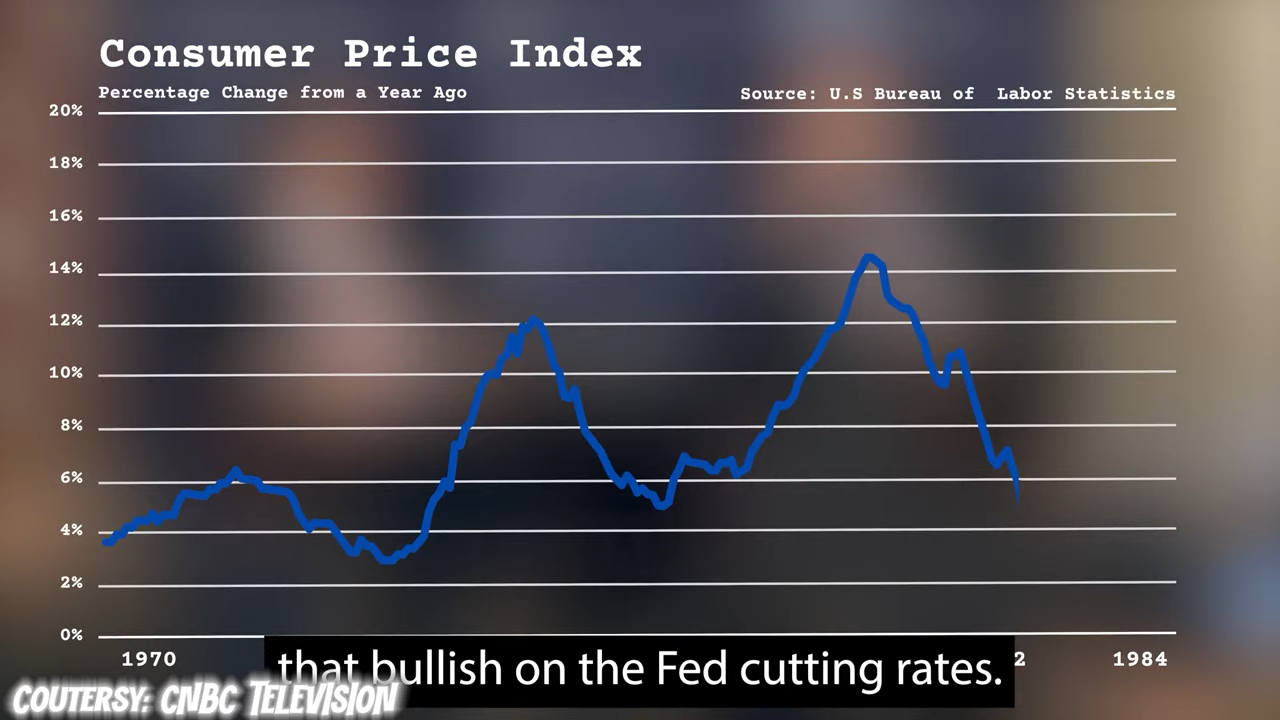 Consumer Price Index
Percentage Change from a Year Ago
Source: U.S Bureau of Labor Statistics
20%
18%
16%
14%
12%
10%
8%
6%
4%
2%
0%
1970
2
1984
that bullish on the Fed cutting rates.
COUTERSY: CNBC TELEVISION